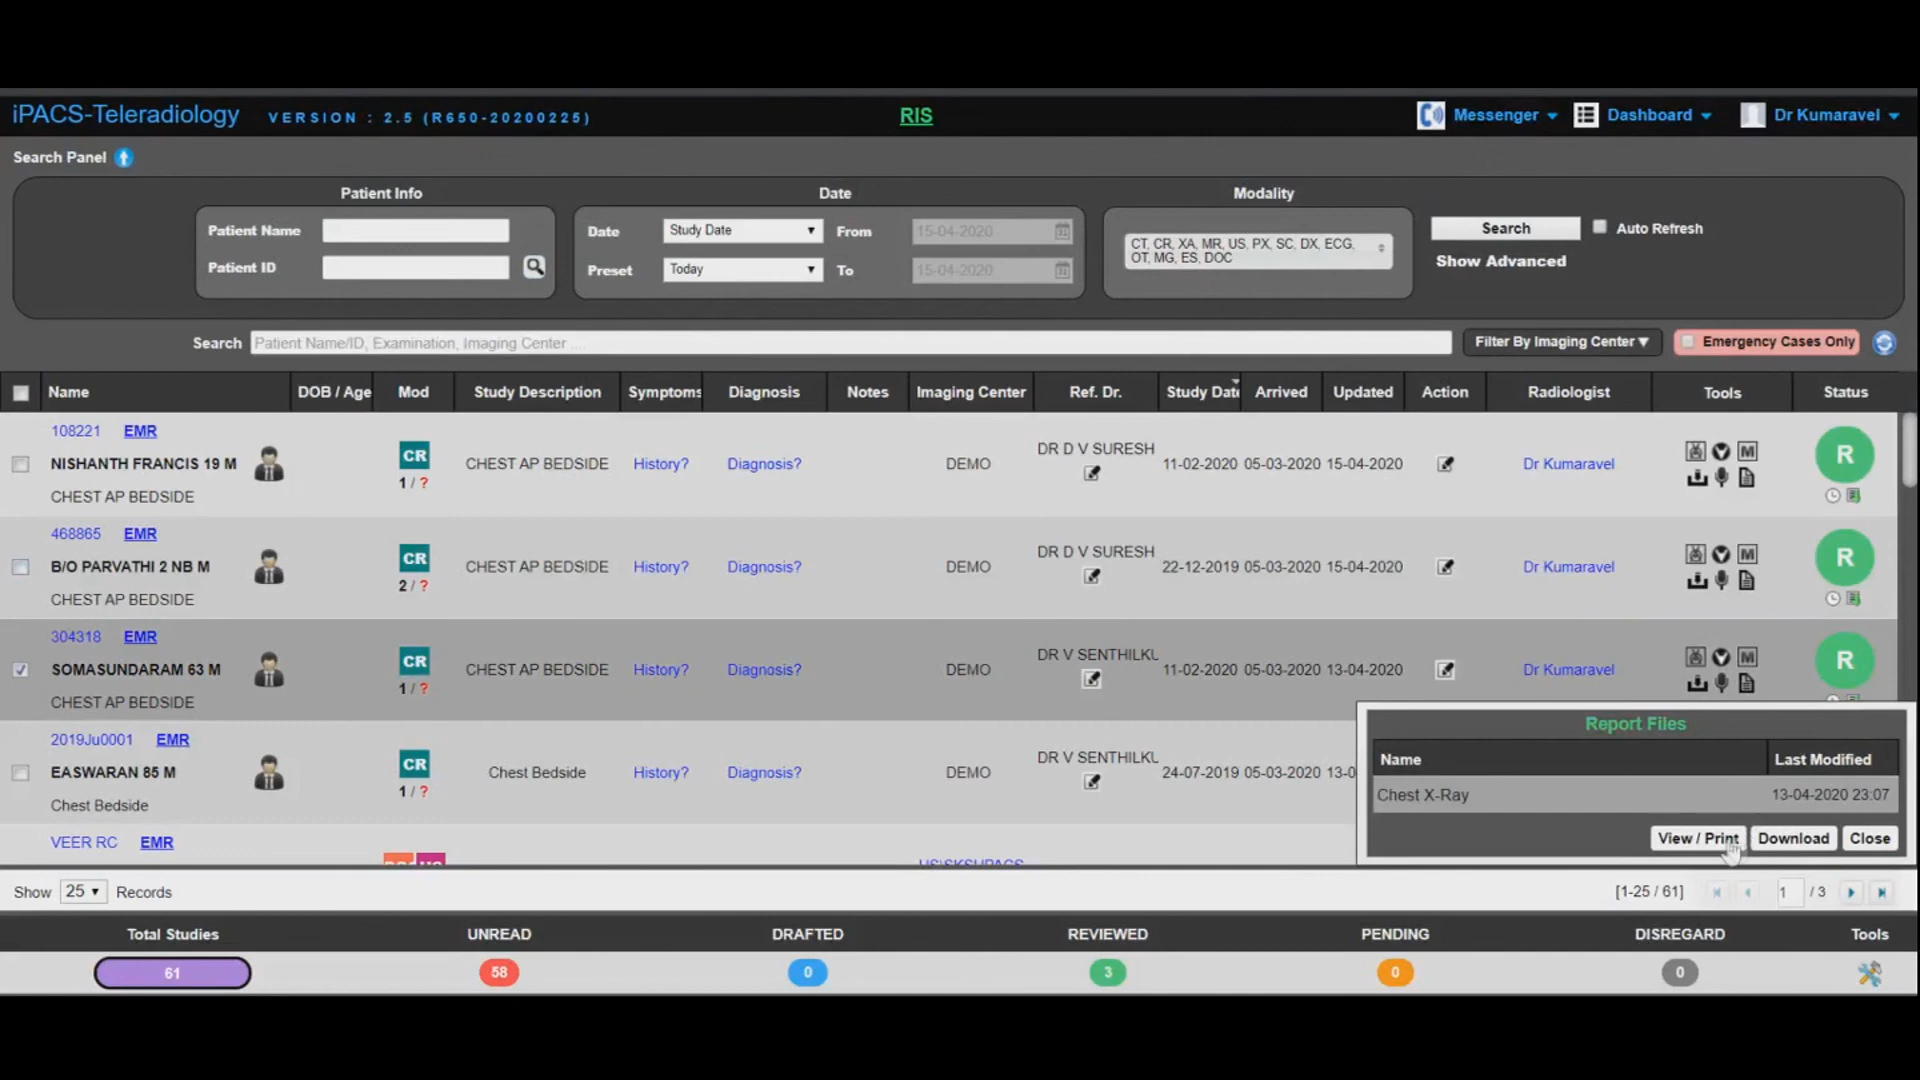 iPACS-Teleradiology VERSION : 2.5 (R650-20200225) RIS Messenger Dashboard Dr Kumaravel
Search Panel
Patient Info Date Modality
Patient Name Date Study Date From 15-04-2020 CT, CR, XA, MR, US, PX, SC, DX, ECG, Search Auto Refresh
OT, MG, ES, DOC
Patient ID Preset Today To 15-04-2020 Show Advanced
Search Patient Name/ID, Examination, Imaging Center .... Filter By Imaging Center Emergency Cases Only
Name DOB / Age Mod Study Description Symptoms Diagnosis Notes Imaging Center Ref. Dr. Study Date Arrived Updated Action Radiologist Tools Status
108221 EMR
NISHANTH FRANCIS 19 M CR 1 / ? CHEST AP BEDSIDE History? Diagnosis? DEMO DR D V SURESH 11-02-2020 05-03-2020 15-04-2020 Dr Kumaravel M R
CHEST AP BEDSIDE
468865 EMR
B/O PARVATHI 2 NB M CR 2 / ? CHEST AP BEDSIDE History? Diagnosis? DEMO DR D V SURESH 22-12-2019 05-03-2020 15-04-2020 Dr Kumaravel M R
CHEST AP BEDSIDE
304318 EMR
SOMASUNDARAM 63 M CR 1 / ? CHEST AP BEDSIDE History? Diagnosis? DEMO DR V SENTHILKU 11-02-2020 05-03-2020 13-04-2020 Dr Kumaravel M R
CHEST AP BEDSIDE
2019Ju0001 EMR
EASWARAN 85 M CR 1 / ? Chest Bedside History? Diagnosis? DEMO DR V SENTHILKU 24-07-2019 05-03-2020 13-0
Chest Bedside
VEER RC EMR
Report Files
Name Last Modified
Chest X-Ray 13-04-2020 23:07
View / Print Download Close
Show 25 Records [1-25 / 61] 1 / 3
Total Studies UNREAD DRAFTED REVIEWED PENDING DISREGARD Tools
61 58 0 3 0 0